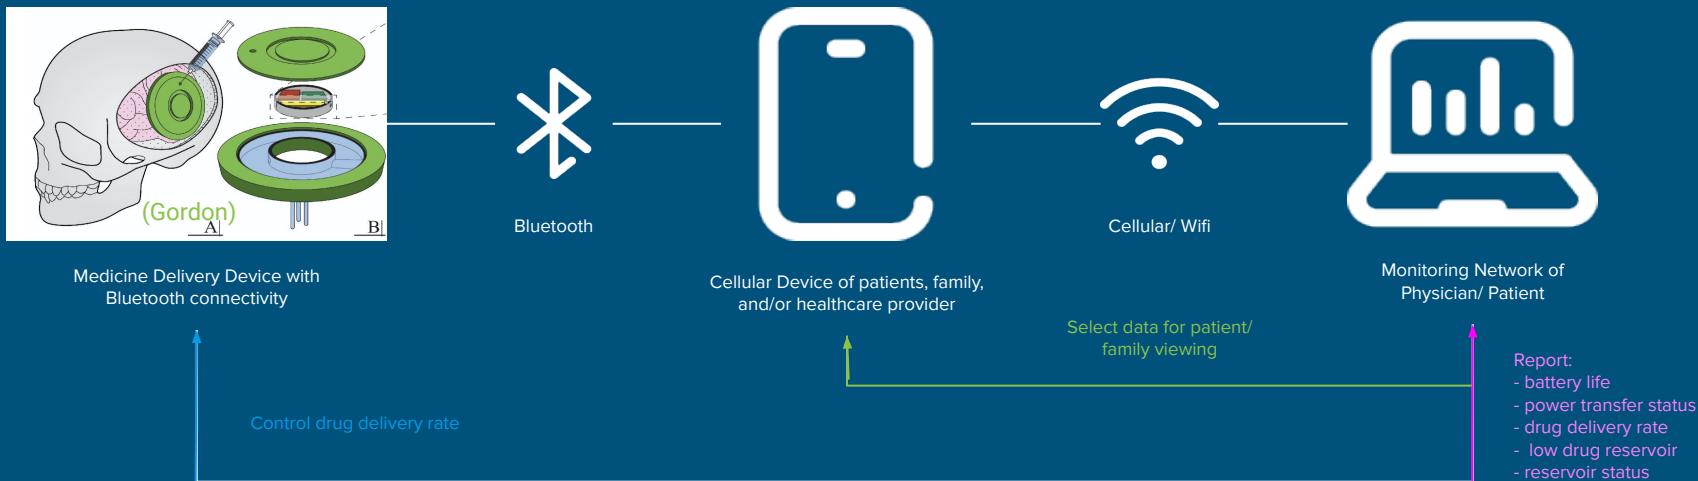 (Gordon)
A
B
Bluetooth
Cellular/ Wifi
Medicine Delivery Device with
Bluetooth connectivity
Cellular Device of patients, family,
and/or healthcare provider
Monitoring Network of
Physician/ Patient
Select data for patient/
family viewing
Control drug delivery rate
Report:
- battery life
- power transfer status
- drug delivery rate
- low drug reservoir
- reservoir status